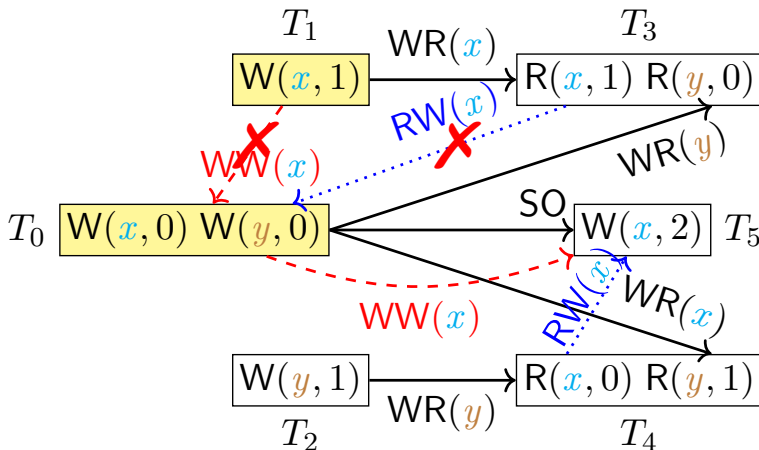 T1 T3
W(x, 1) WR(x) R(x, 1) R(y, 0)
RW(x)
WW(x) WR(y)
T0 W(x, 0) W(y, 0) SO W(x, 2) T5
WW(x) RW(x) WR(x)
W(y, 1) WR(y) R(x, 0) R(y, 1)
T2 T4